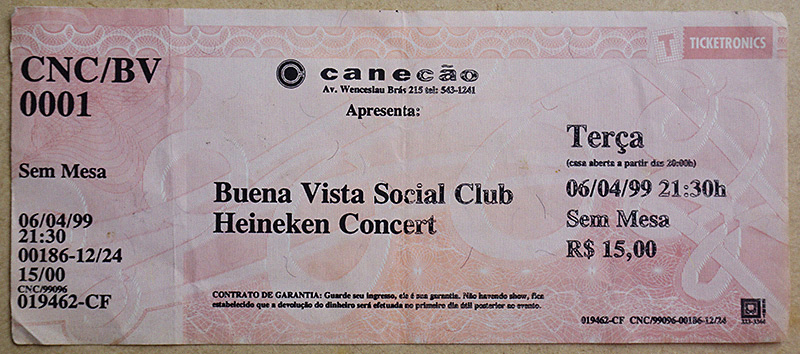 CNC/BV
0001
Sem Mesa
06/04/99
21:30
00186-12/24
15/00
CNC/99096
019462-CF
canecão
Av. Wenceslau Brás 215 tel: 543-1241
Apresenta:
Buena Vista Social Club
Heineken Concert
CONTRATO DE GARANTIA: Guarde seu ingresso, ele é sua garantia. Não havendo show, fica
estabelecido que a devolução do dinheiro será efetuada no primeiro dia útil posterior ao evento.
T TICKETRONICS
Terça
(casa aberta a partir das 20:00h)
06/04/99 21:30h
Sem Mesa
R$ 15,00
019462-CF CNC/99096-00186-12/24